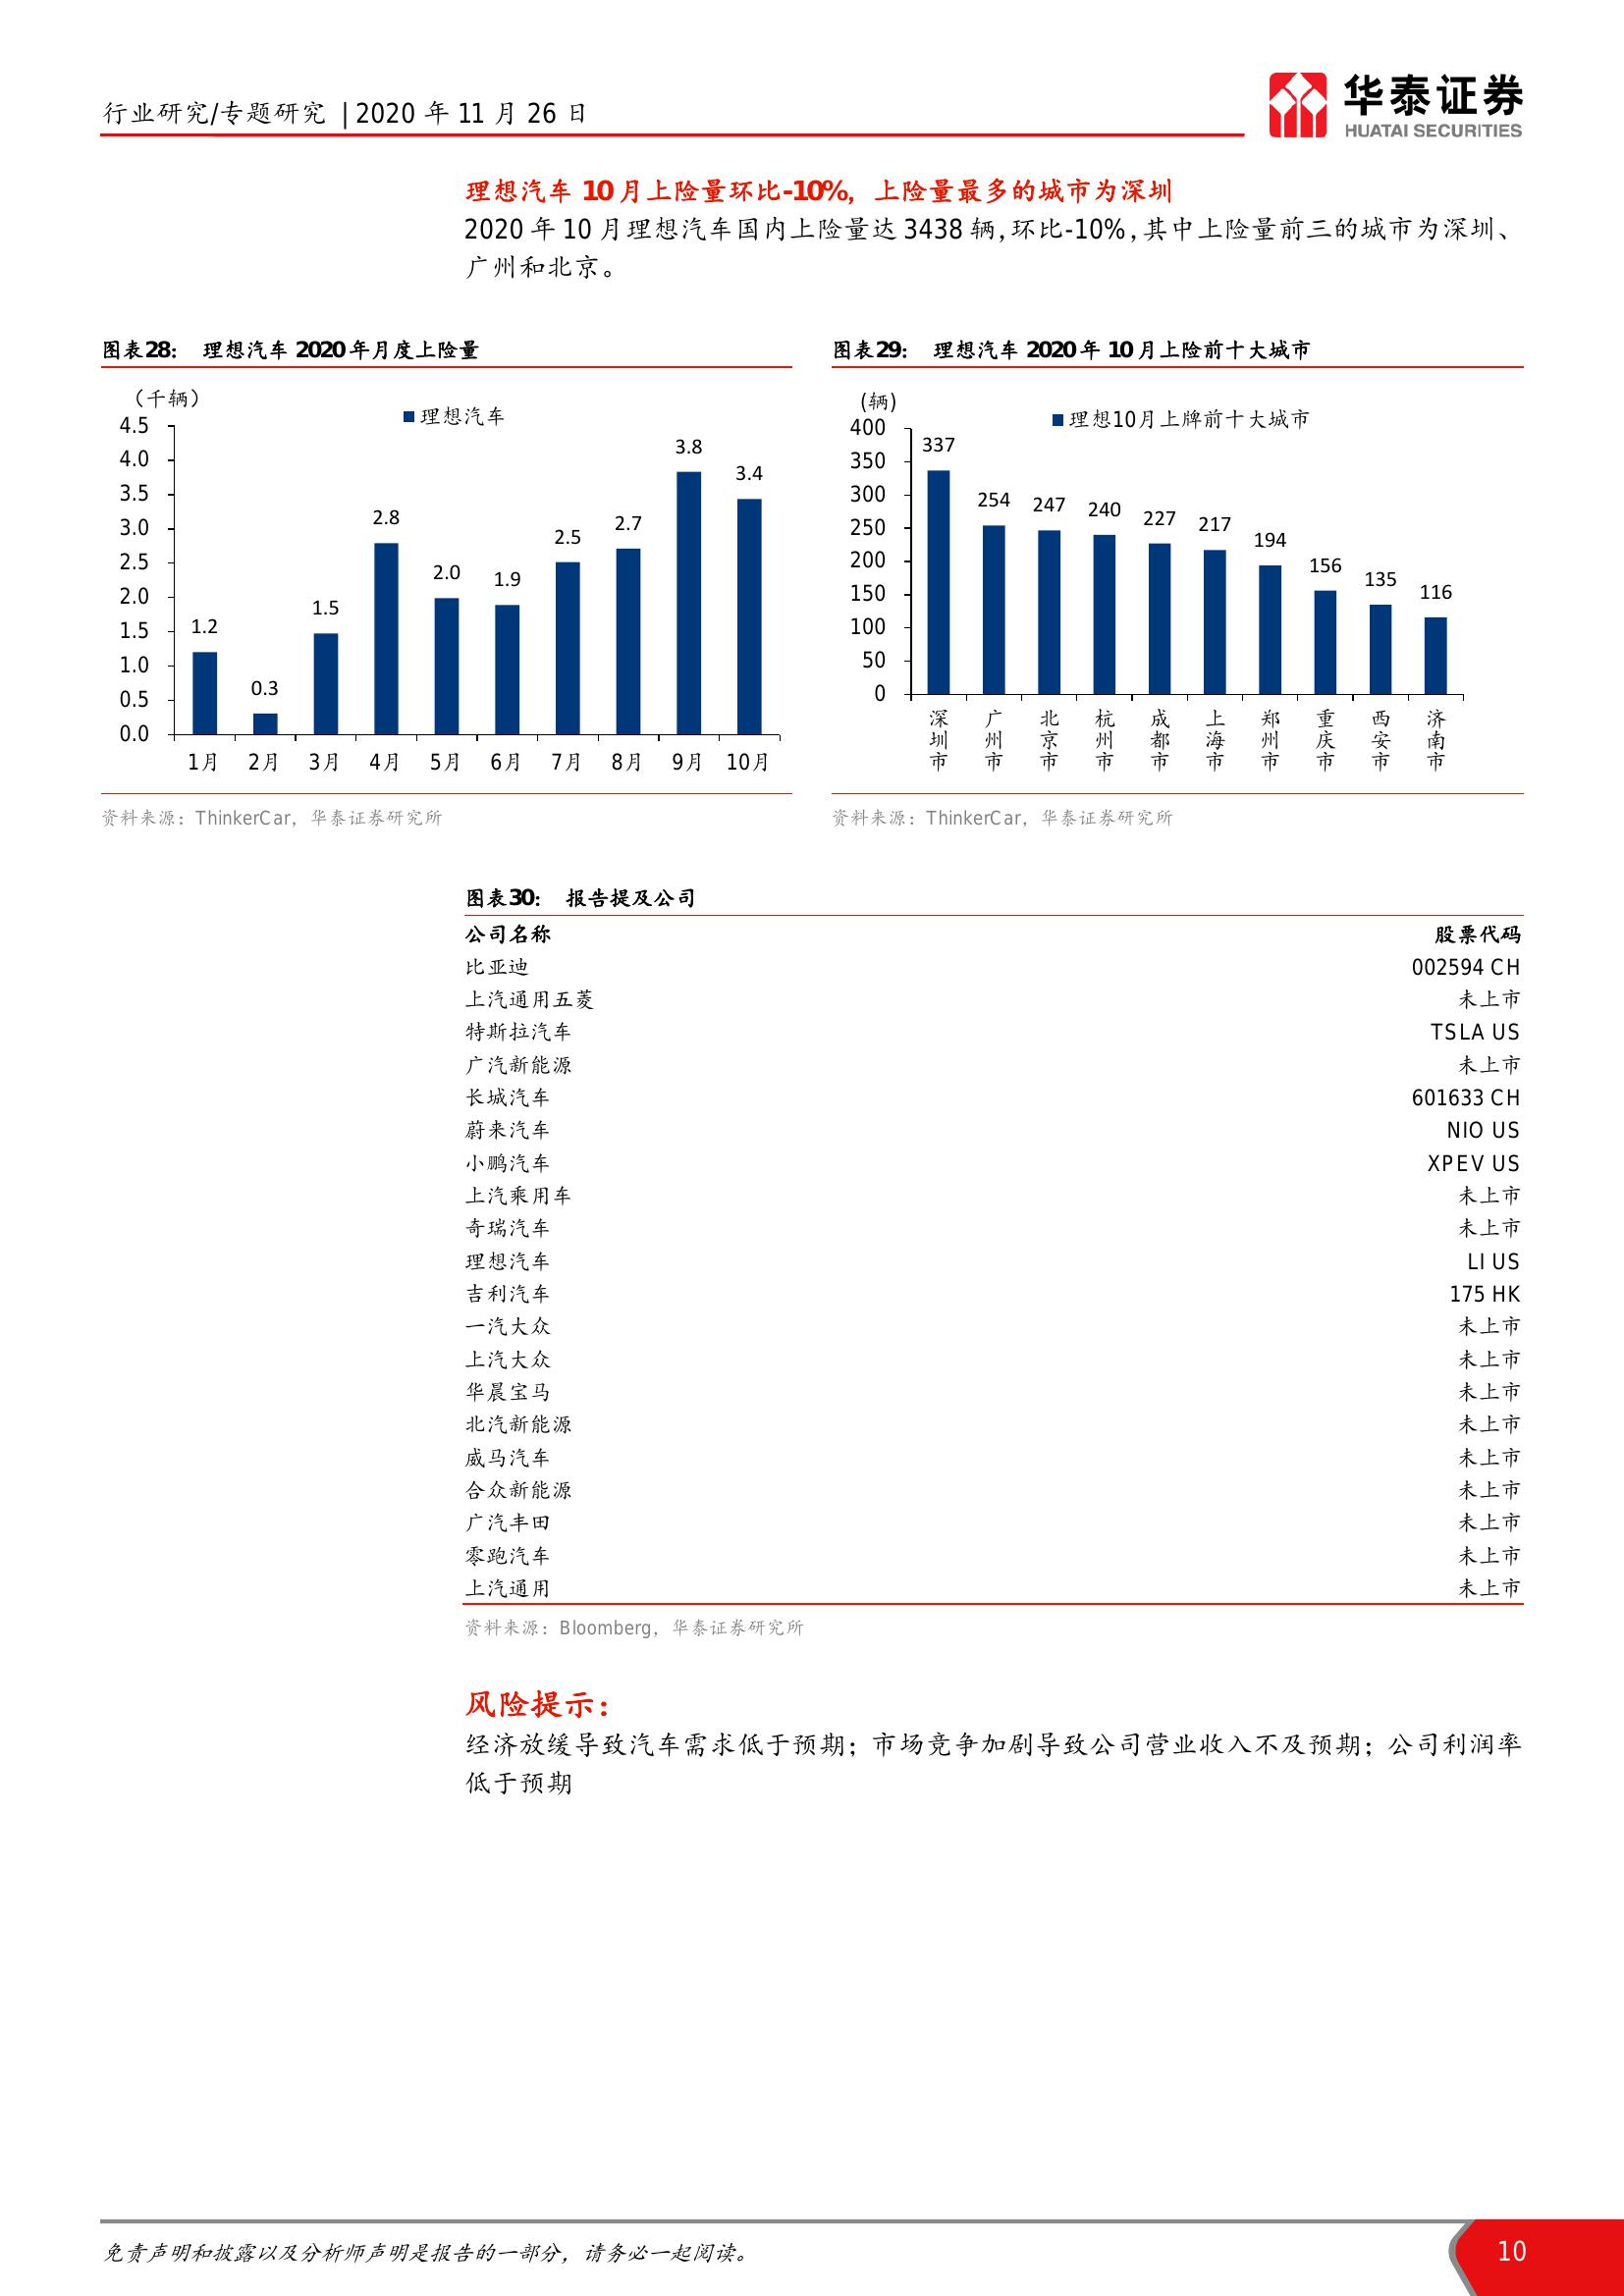 行业研究/专题研究 | 2020 年 11 月 26 日
华泰证券
HUATAI SECURITIES
理想汽车 10 月上险量环比-10%，上险量最多的城市为深圳
2020 年 10 月理想汽车国内上险量达 3438 辆,环比-10%,其中上险量前三的城市为深圳、
广州和北京。
图表28： 理想汽车 2020 年月度上险量
（千辆）
理想汽车
4.5
4.0
3.5
3.0
2.5
2.0
1.5
1.0
0.5
0.0
1.2
0.3
1.5
2.8
2.0
1.9
2.5
2.7
3.8
3.4
1月 2月 3月 4月 5月 6月 7月 8月 9月 10月
资料来源：ThinkerCar，华泰证券研究所
图表29： 理想汽车 2020 年 10 月上险前十大城市
(辆)
理想10月上牌前十大城市
400
350
300
250
200
150
100
50
0
337
254
247
240
227
217
194
156
135
116
深圳市 广州市 北京市 杭州市 成都市 上海市 郑州市 重庆市 西安市 济南市
资料来源：ThinkerCar，华泰证券研究所
图表30： 报告提及公司
公司名称 股票代码
比亚迪 002594 CH
上汽通用五菱 未上市
特斯拉汽车 TSLA US
广汽新能源 未上市
长城汽车 601633 CH
蔚来汽车 NIO US
小鹏汽车 XPEV US
上汽乘用车 未上市
奇瑞汽车 未上市
理想汽车 LI US
吉利汽车 175 HK
一汽大众 未上市
上汽大众 未上市
华晨宝马 未上市
北汽新能源 未上市
威马汽车 未上市
合众新能源 未上市
广汽丰田 未上市
零跑汽车 未上市
上汽通用 未上市
资料来源：Bloomberg，华泰证券研究所
风险提示：
经济放缓导致汽车需求低于预期；市场竞争加剧导致公司营业收入不及预期；公司利润率
低于预期
免责声明和披露以及分析师声明是报告的一部分，请务必一起阅读。
10